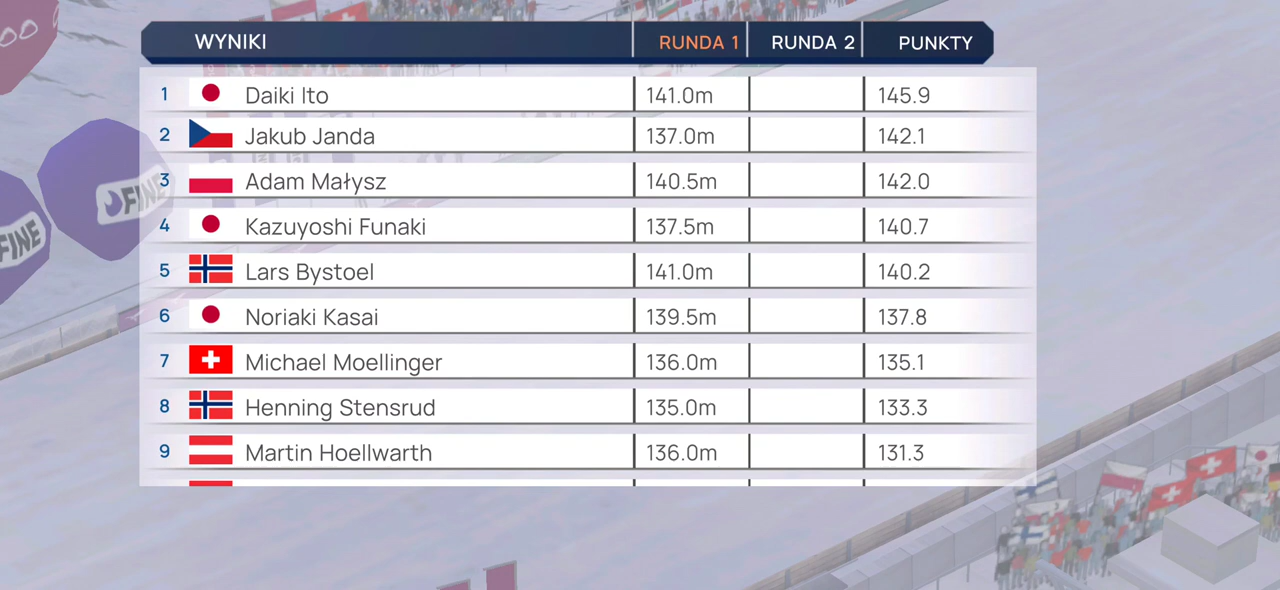 WYNIKI RUNDA 1 RUNDA 2 PUNKTY
1 Daiki Ito 141.0m 145.9
2 Jakub Janda 137.0m 142.1
3 Adam Małysz 140.5m 142.0
4 Kazuyoshi Funaki 137.5m 140.7
5 Lars Bystoel 141.0m 140.2
6 Noriaki Kasai 139.5m 137.8
7 Michael Moellinger 136.0m 135.1
8 Henning Stensrud 135.0m 133.3
9 Martin Hoellwarth 136.0m 131.3
FINE
FINE